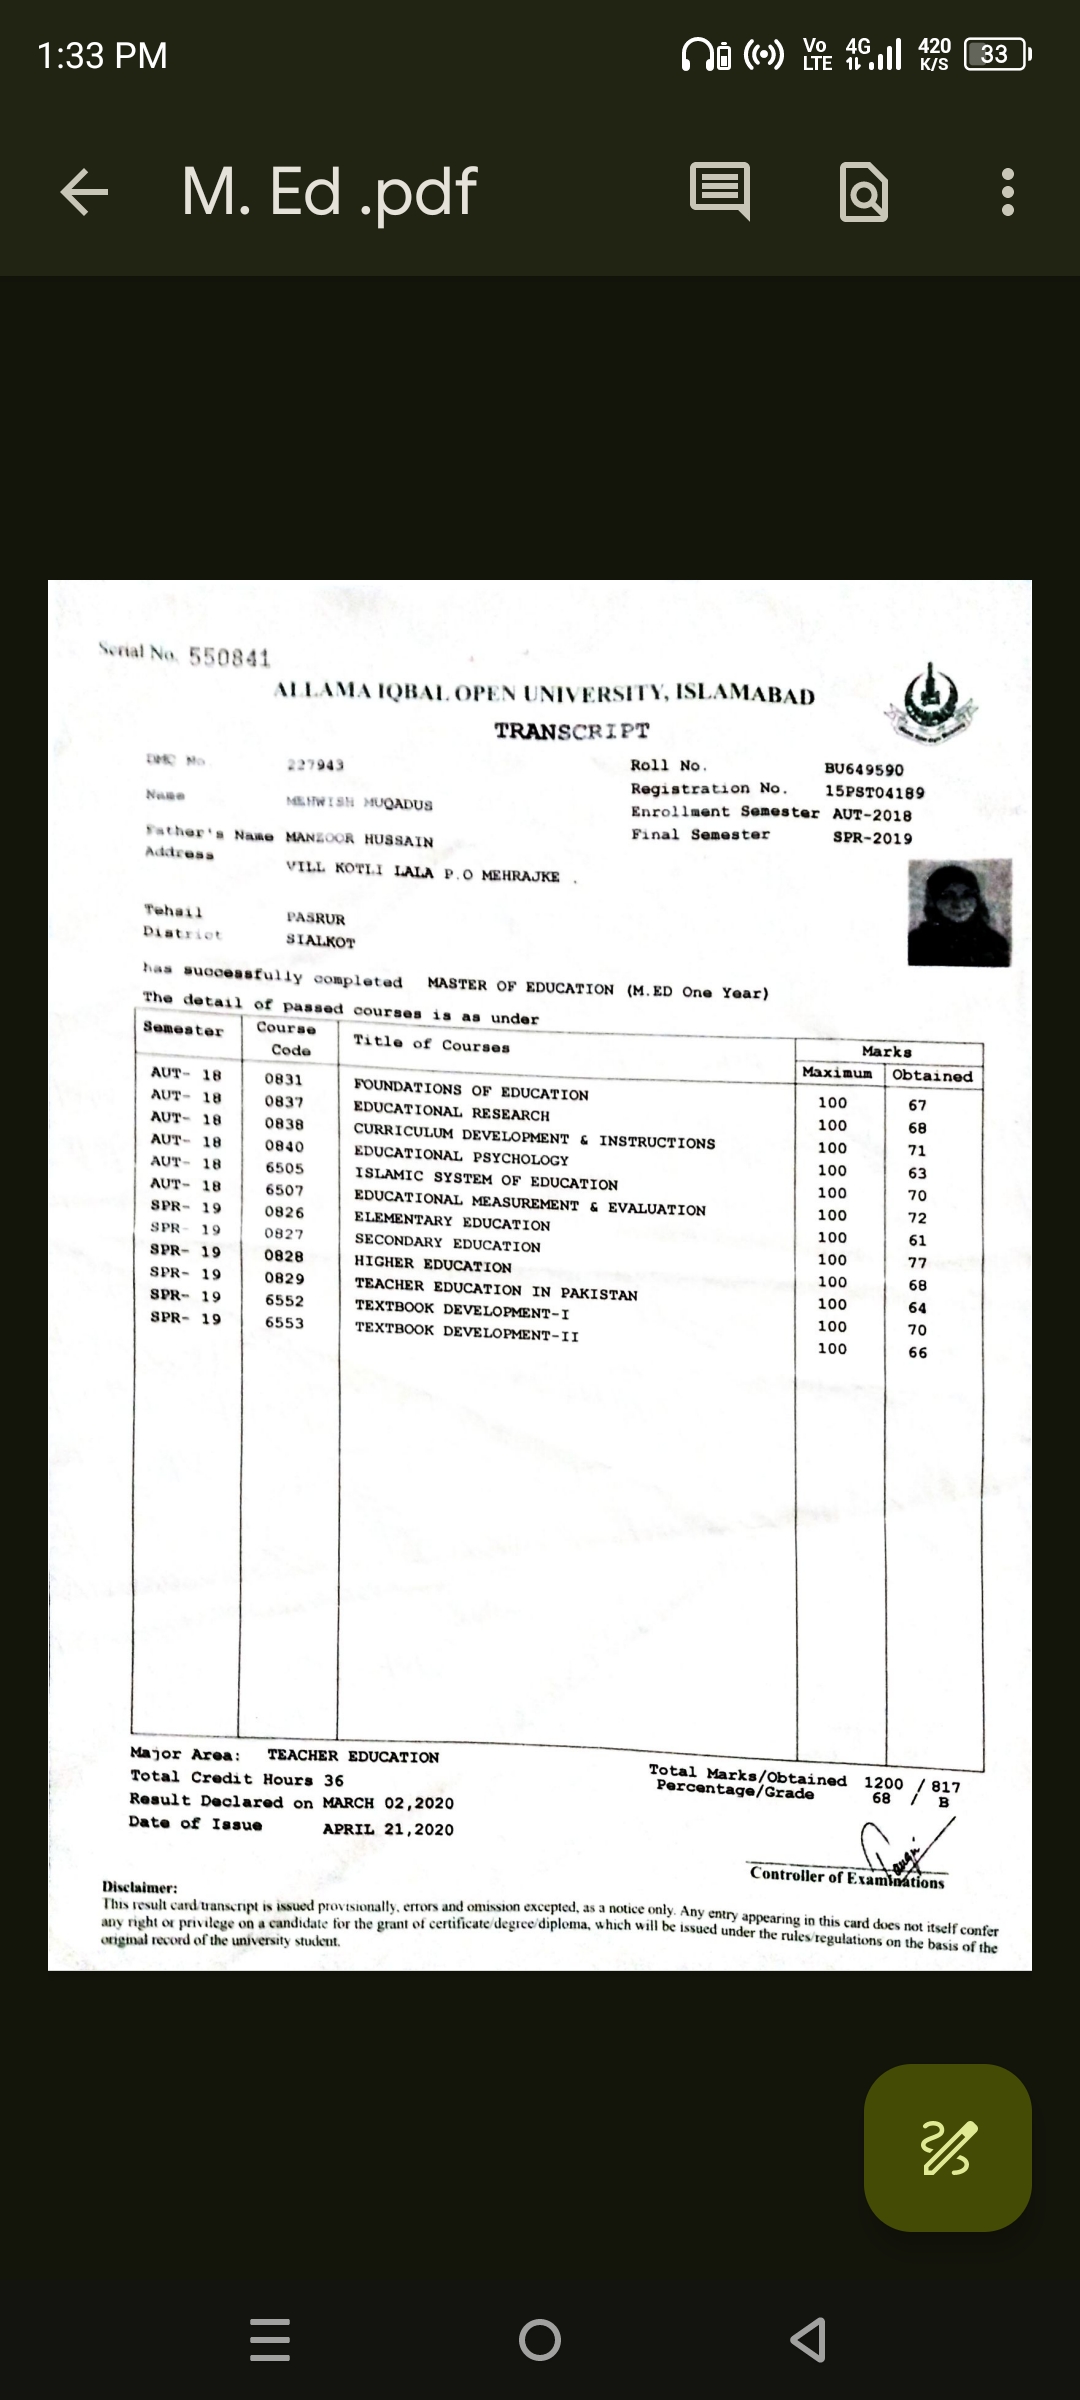 1:33 PM
Vo LTE 4G 420 K/S 33
M. Ed .pdf
Serial No. 550841
ALLAMA IQBAL OPEN UNIVERSITY, ISLAMABAD
TRANSCRIPT
DMC No. 227943 Roll No. BU649590
Registration No. 15PST04189
Name MEHWISH MUQADUS Enrollment Semester AUT-2018
Father's Name MANZOOR HUSSAIN Final Semester SPR-2019
Address VILL KOTLI LALA P.O MEHRAJKE .
Tehsil PASRUR
District SIALKOT
has successfully completed MASTER OF EDUCATION (M.ED One Year)
The detail of passed courses is as under
Semester Course Code Title of Courses Marks
Maximum Obtained
AUT- 18 0831 FOUNDATIONS OF EDUCATION 100 67
AUT- 18 0837 EDUCATIONAL RESEARCH 100 68
AUT- 18 0838 CURRICULUM DEVELOPMENT & INSTRUCTIONS 100 71
AUT- 18 0840 EDUCATIONAL PSYCHOLOGY 100 63
AUT- 18 6505 ISLAMIC SYSTEM OF EDUCATION 100 70
AUT- 18 6507 EDUCATIONAL MEASUREMENT & EVALUATION 100 72
SPR- 19 0826 ELEMENTARY EDUCATION 100 61
SPR- 19 0827 SECONDARY EDUCATION 100 77
SPR- 19 0828 HIGHER EDUCATION 100 68
SPR- 19 0829 TEACHER EDUCATION IN PAKISTAN 100 64
SPR- 19 6552 TEXTBOOK DEVELOPMENT-I 100 70
SPR- 19 6553 TEXTBOOK DEVELOPMENT-II 100 66
Major Area: TEACHER EDUCATION
Total Credit Hours 36 Total Marks/Obtained 1200 / 817
Result Declared on MARCH 02,2020 Percentage/Grade 68 / B
Date of Issue APRIL 21,2020
Controller of Examinations
Disclaimer:
This result card/transcript is issued provisionally, errors and omission excepted, as a notice only. Any entry appearing in this card does not itself confer
any right or privilege on a candidate for the grant of certificate/degree/diploma, which will be issued under the rules/regulations on the basis of the
original record of the university student.